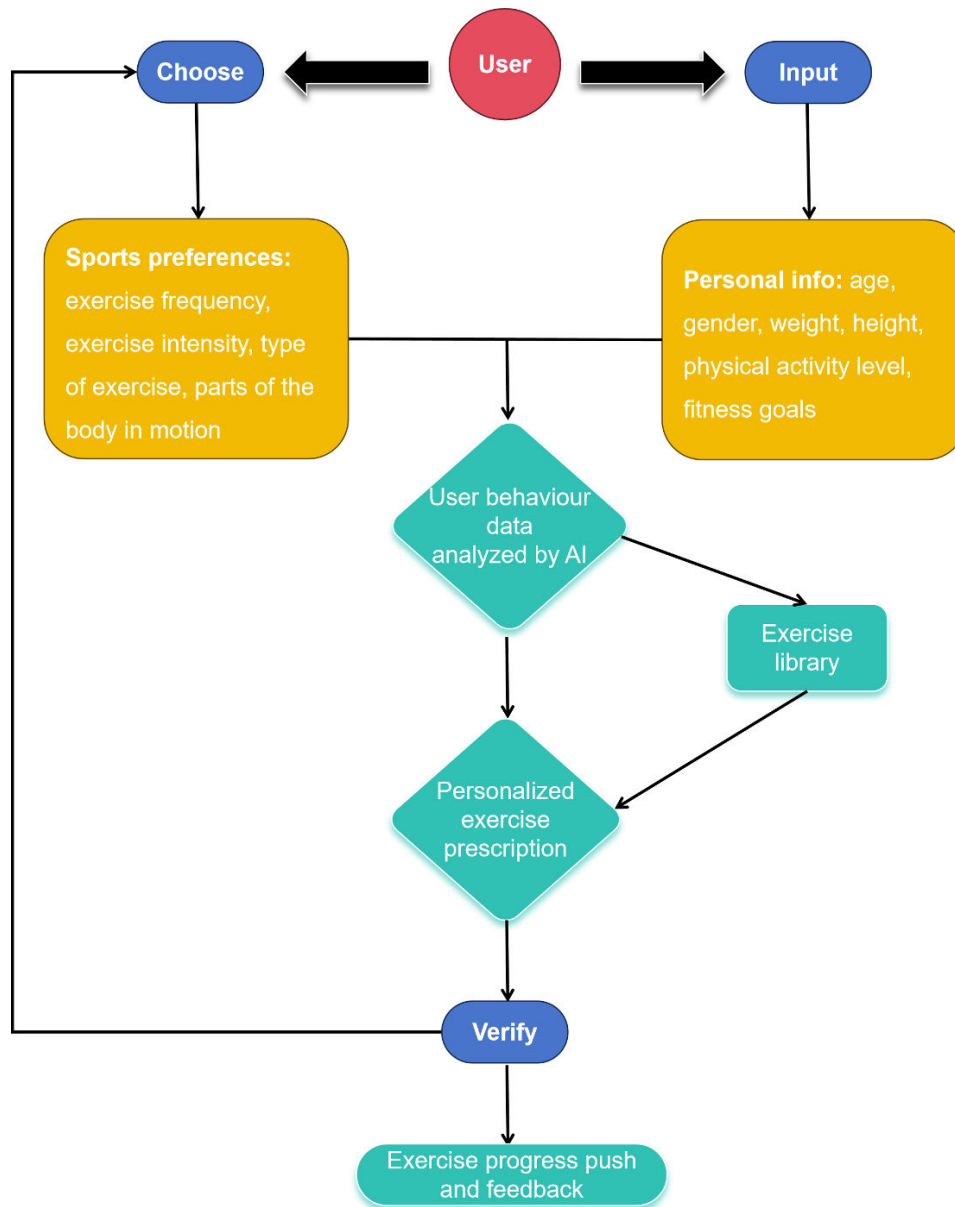 User
Choose
Input
Sports preferences:
exercise frequency,
exercise intensity, type
of exercise, parts of the
body in motion
Personal info: age,
gender, weight, height,
physical activity level,
fitness goals
User behaviour
data
analyzed by AI
Exercise
library
Personalized
exercise
prescription
Verify
Exercise progress push
and feedback